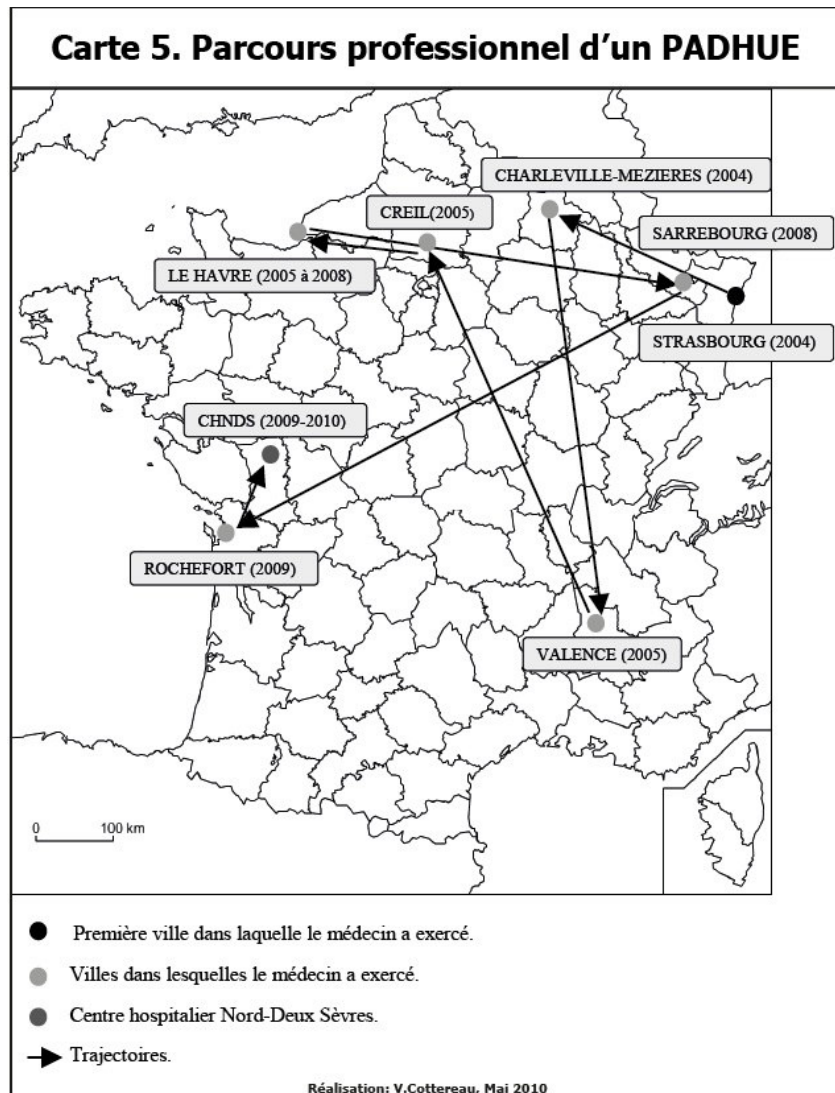 Carte 5. Parcours professionnel d'un PADHUE
CHARLEVILLE-MEZIERES (2004)
CREIL(2005)
SARREBOURG (2008)
LE HAVRE (2005 à 2008)
STRASBOURG (2004)
CHNDS (2009-2010)
ROCHEFORT (2009)
VALENCE (2005)
0 100 km
Première ville dans laquelle le médecin a exercé.
Villes dans lesquelles le médecin a exercé.
Centre hospitalier Nord-Deux Sèvres.
Trajectoires.
Réalisation: V.Cottereau, Mai 2010